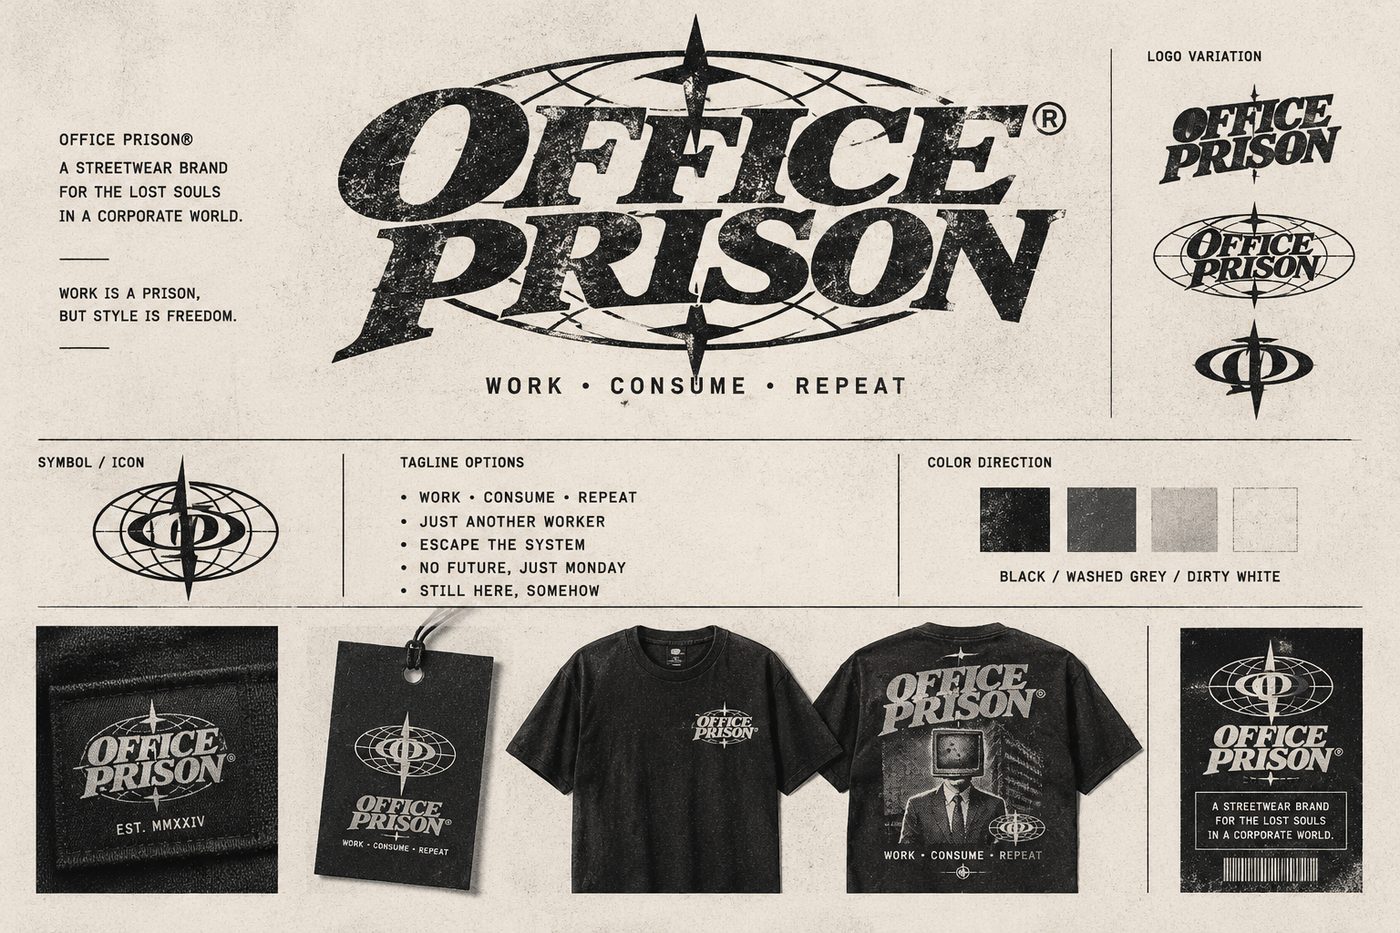 OFFICE PRISON®
A STREETWEAR BRAND
FOR THE LOST SOULS
IN A CORPORATE WORLD.
WORK IS A PRISON,
BUT STYLE IS FREEDOM.
OFFICE®
PRISON
WORK • CONSUME • REPEAT
LOGO VARIATION
OFFICE
PRISON
OFFICE
PRISON
SYMBOL / ICON
TAGLINE OPTIONS
• WORK • CONSUME • REPEAT
• JUST ANOTHER WORKER
• ESCAPE THE SYSTEM
• NO FUTURE, JUST MONDAY
• STILL HERE, SOMEHOW
COLOR DIRECTION
BLACK / WASHED GREY / DIRTY WHITE
OFFICE
PRISON®
EST. MMXXIV
OFFICE
PRISON®
WORK • CONSUME • REPEAT
OFFICE
PRISON®
OFFICE
PRISON®
WORK • CONSUME • REPEAT
OFFICE
PRISON®
A STREETWEAR BRAND
FOR THE LOST SOULS
IN A CORPORATE WORLD.